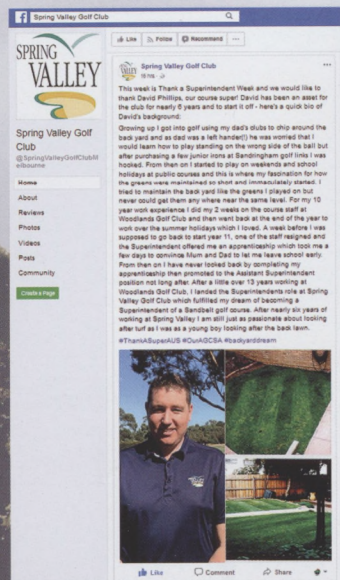 Spring Valley Golf Club
Like Follow Recommend ...
SPRING
VALLEY
Spring Valley Golf
Club
@SpringValleyGolfClubM
elbourne
Home
About
Reviews
Photos
Videos
Posts
Community
Create a Page
Spring Valley Golf Club
This week is Thank a Superintendent Week and we would like to
thank David Phillips, our course super! David has been an asset for
the club for nearly 6 years and to start it off - here's a quick bio of
David's background:
Growing up I got into golf using my dad's clubs to chip around the
back yard and as dad was a left hander(!) he was worried that I
would learn how to play standing on the wrong side of the ball but
after purchasing a few junior irons at Sandringham golf links I was
hooked. From then on I started to play on weekends and school
holidays at public courses and this is where my fascination for how
the greens were maintained so short and immaculately started. I
tried to maintain the back yard like the greens I played on but
never could get them any where near the same level. For my 10
year work experience I did my 2 weeks on the course staff at
Woodlands Golf Club and then went back at the end of the year to
work over the summer holidays which I loved. A week before I was
supposed to go back to start year 11, one of the staff resigned and
the Superintendent offered me an apprenticeship which took me a
few days to convince Mum and Dad to let me leave school early.
From then on I have never looked back by completing my
apprenticeship then promoted to the Assistant Superintendent
position not long after. After a little over 13 years working at
Woodlands Golf Club, I landed the Superintendents role at Spring
Valley Golf Club which fulfilled my dream of becoming a
Superintendent of a Sandbelt golf course. After nearly six years of
working at Spring Valley I am still just as passionate about looking
after turf as I was as a young boy looking after the back lawn.
#ThankASuperAUS #OurAGCSA #backyarddream
Like Comment Share